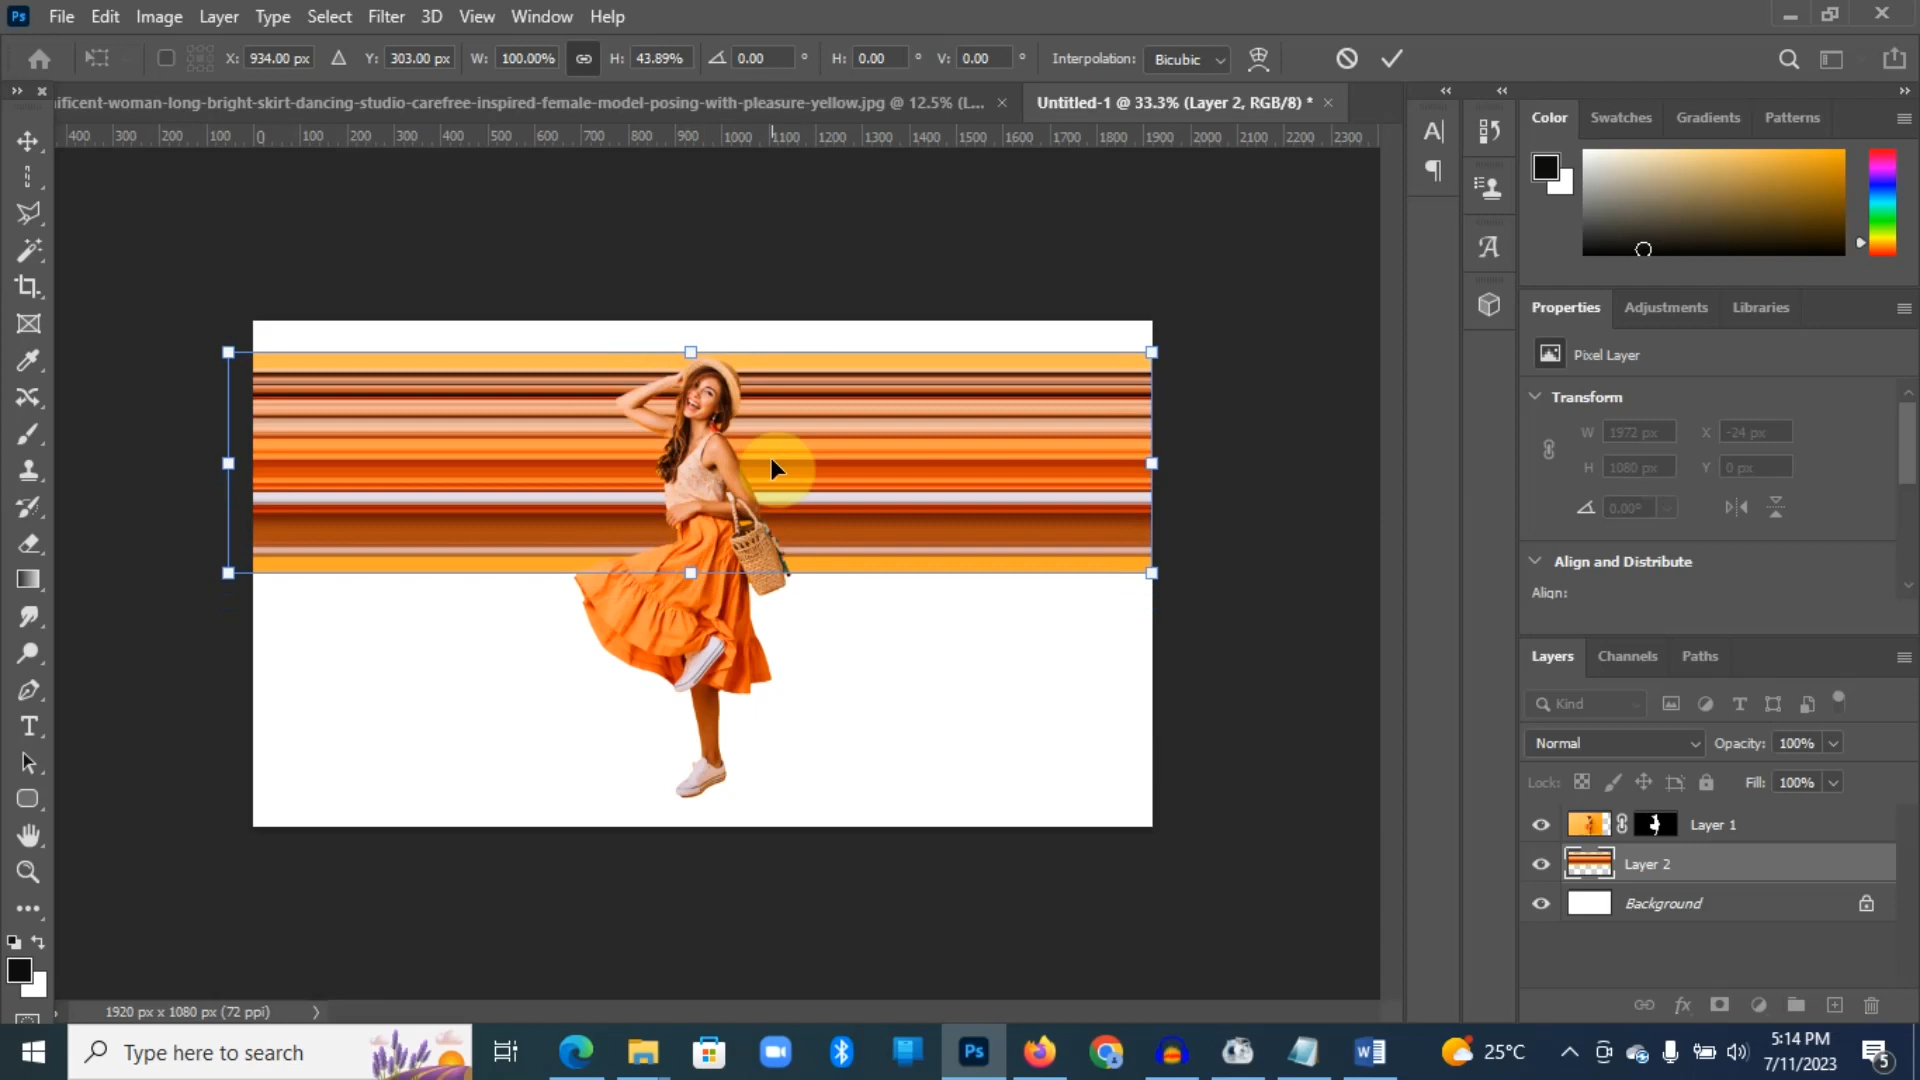 Ps File Edit Image Layer Type Select Filter 3D View Window Help
X: 934.00 px Y: 303.00 px W: 100.00% H: 43.89% 0.00 ° H: 0.00 ° V: 0.00 ° Interpolation: Bicubic
ificent-woman-long-bright-skirt-dancing-studio-carefree-inspired-female-model-posing-with-pleasure-yellow.jpg @ 12.5% (L... × Untitled-1 @ 33.3% (Layer 2, RGB/8) * ×
400 300 200 100 0 100 200 300 400 500 600 700 800 900 1000 1100 1200 1300 1400 1500 1600 1700 1800 1900 2000 2100 2200 2300
Color Swatches Gradients Patterns
Properties Adjustments Libraries
Pixel Layer
Transform
W 1972 px X -24 px
H 1080 px Y 0 px
0.00°
Align and Distribute
Align:
Layers Channels Paths
Kind
Normal Opacity: 100%
Lock: Fill: 100%
Layer 1
Layer 2
Background
fx
1920 px x 1080 px (72 ppi)
Type here to search
Ps
25°C
5:14 PM
7/11/2023
5